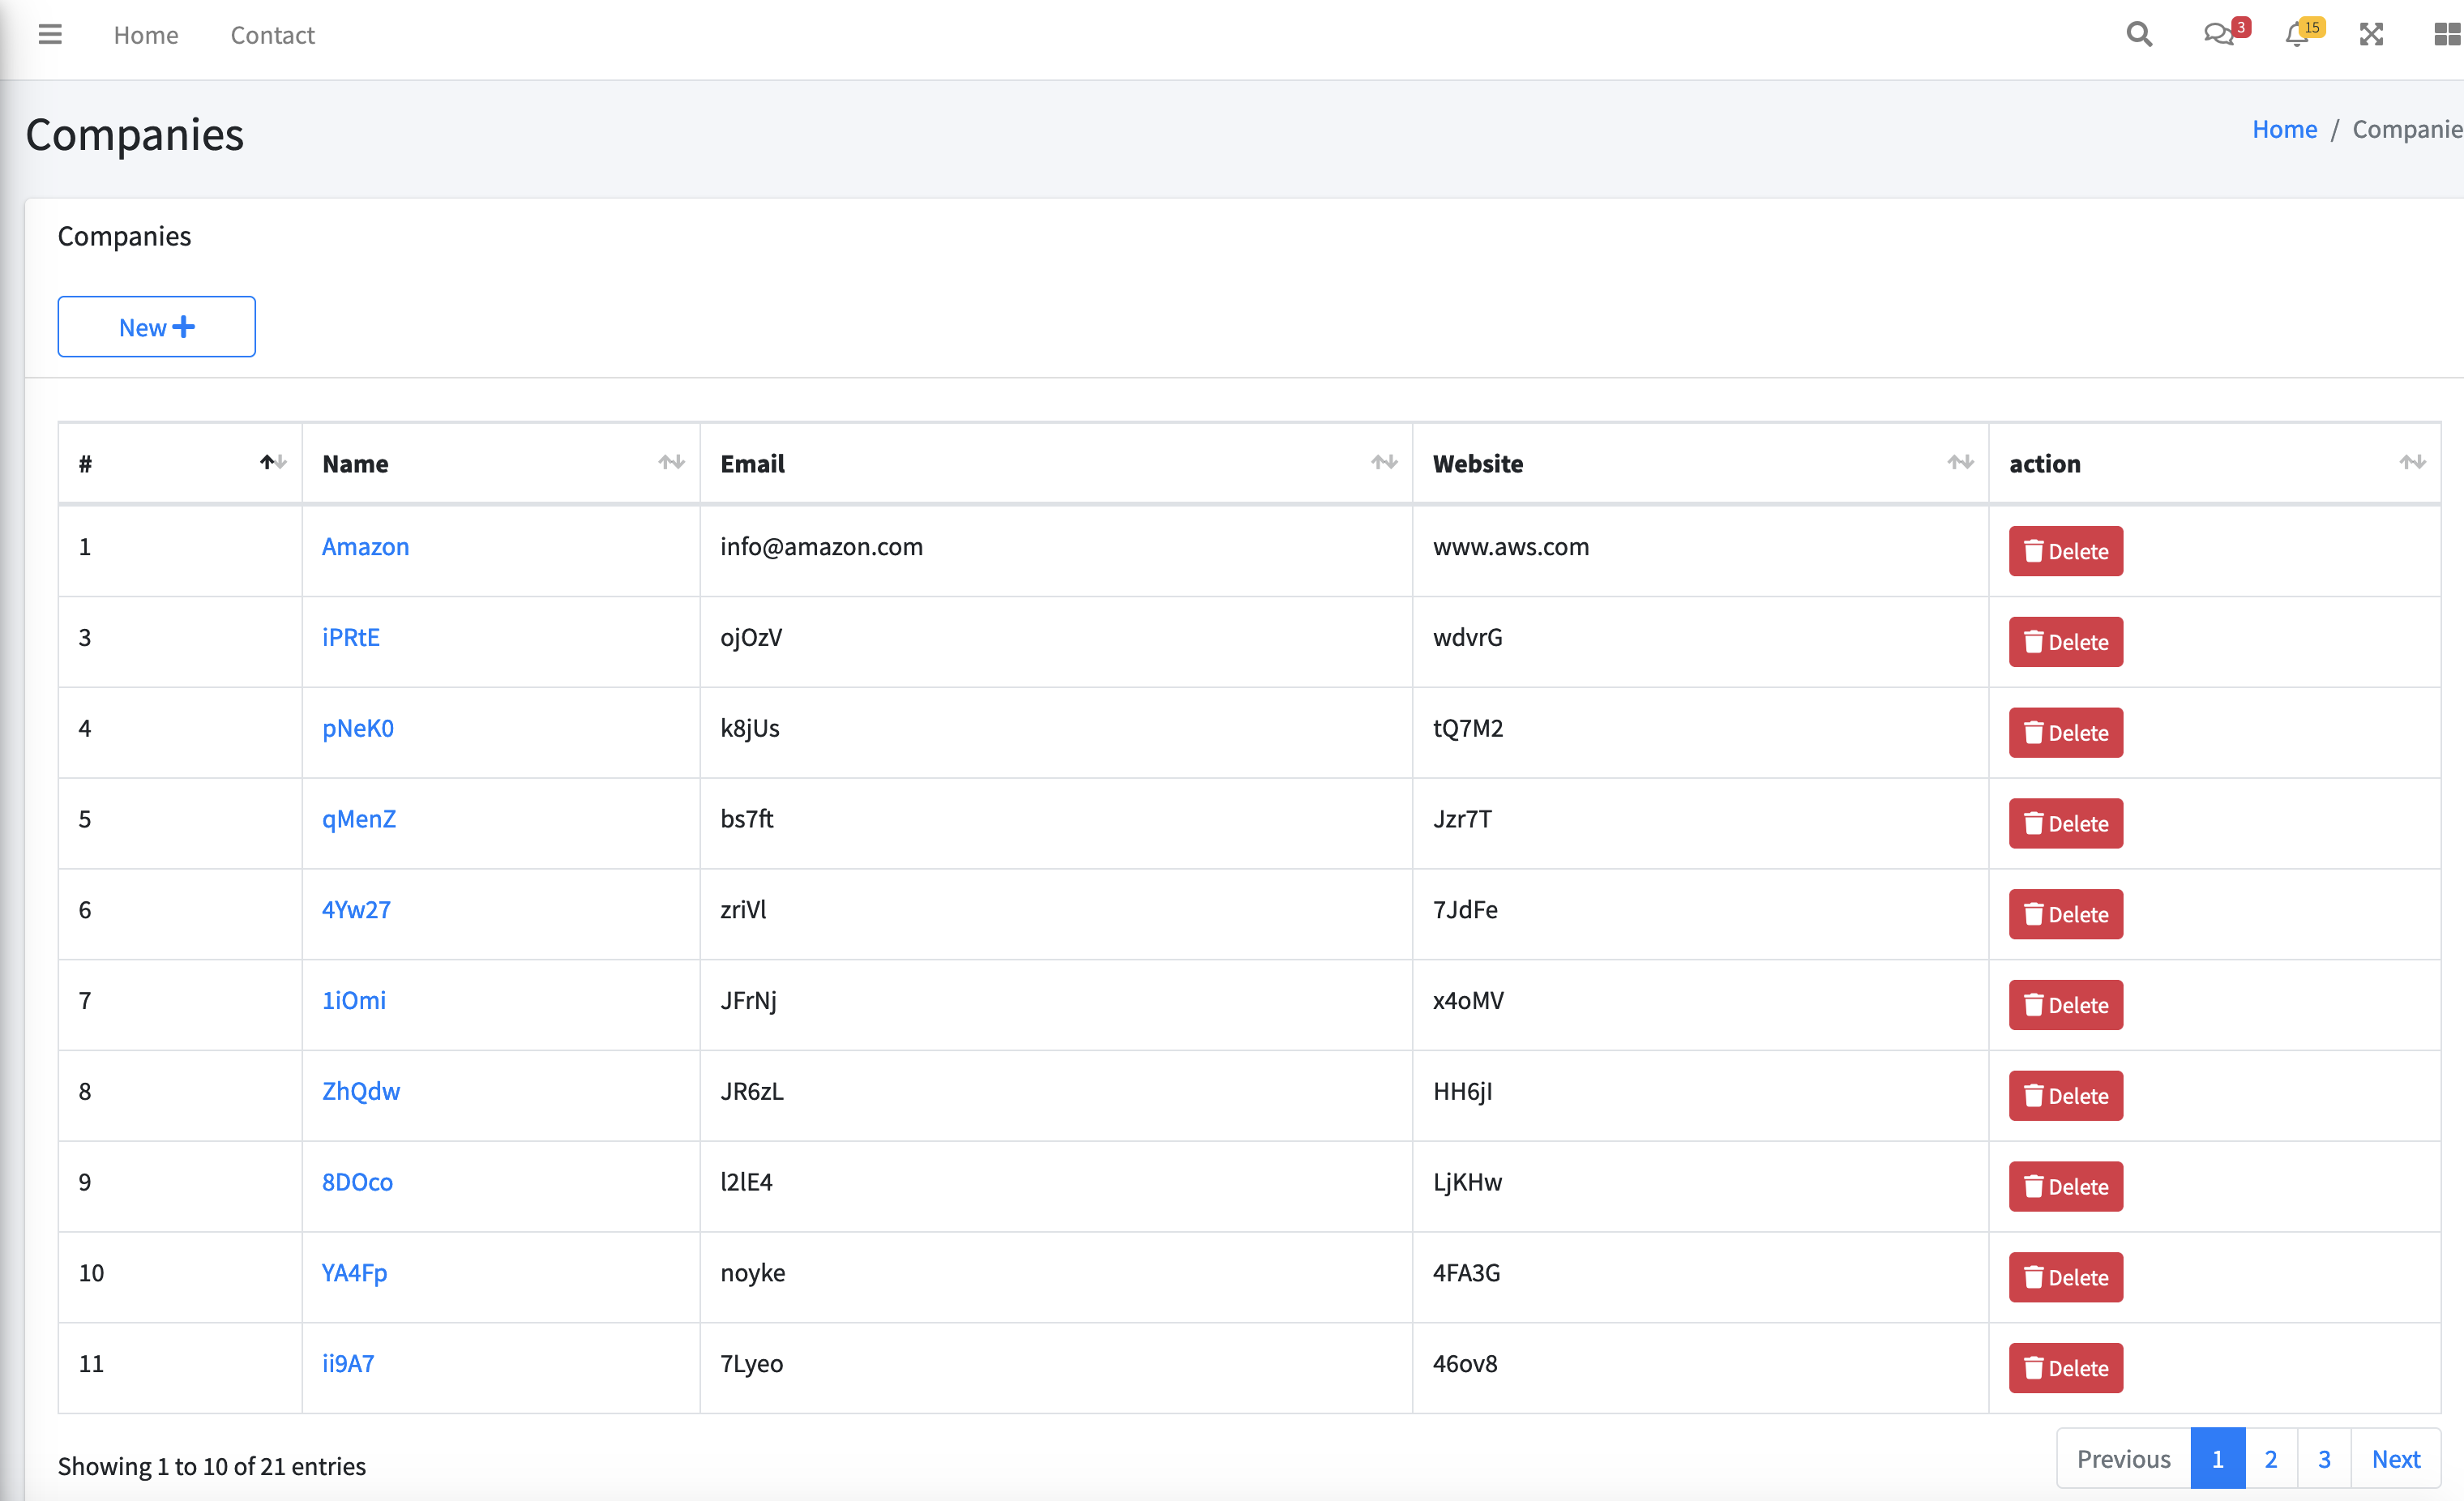 Home Contact 3 15
Companies
Home / Companie
Companies
New
# Name Email Website action
1 Amazon info@amazon.com www.aws.com Delete
3 iPRtE ojOzV wdvrG Delete
4 pNeK0 k8jUs tQ7M2 Delete
5 qMenZ bs7ft Jzr7T Delete
6 4Yw27 zriVl 7JdFe Delete
7 1iOmi JFrNj x4oMV Delete
8 ZhQdw JR6zL HH6jI Delete
9 8DOco l2lE4 LjKHw Delete
10 YA4Fp noyke 4FA3G Delete
11 ii9A7 7Lyeo 46ov8 Delete
Showing 1 to 10 of 21 entries
Previous 1 2 3 Next